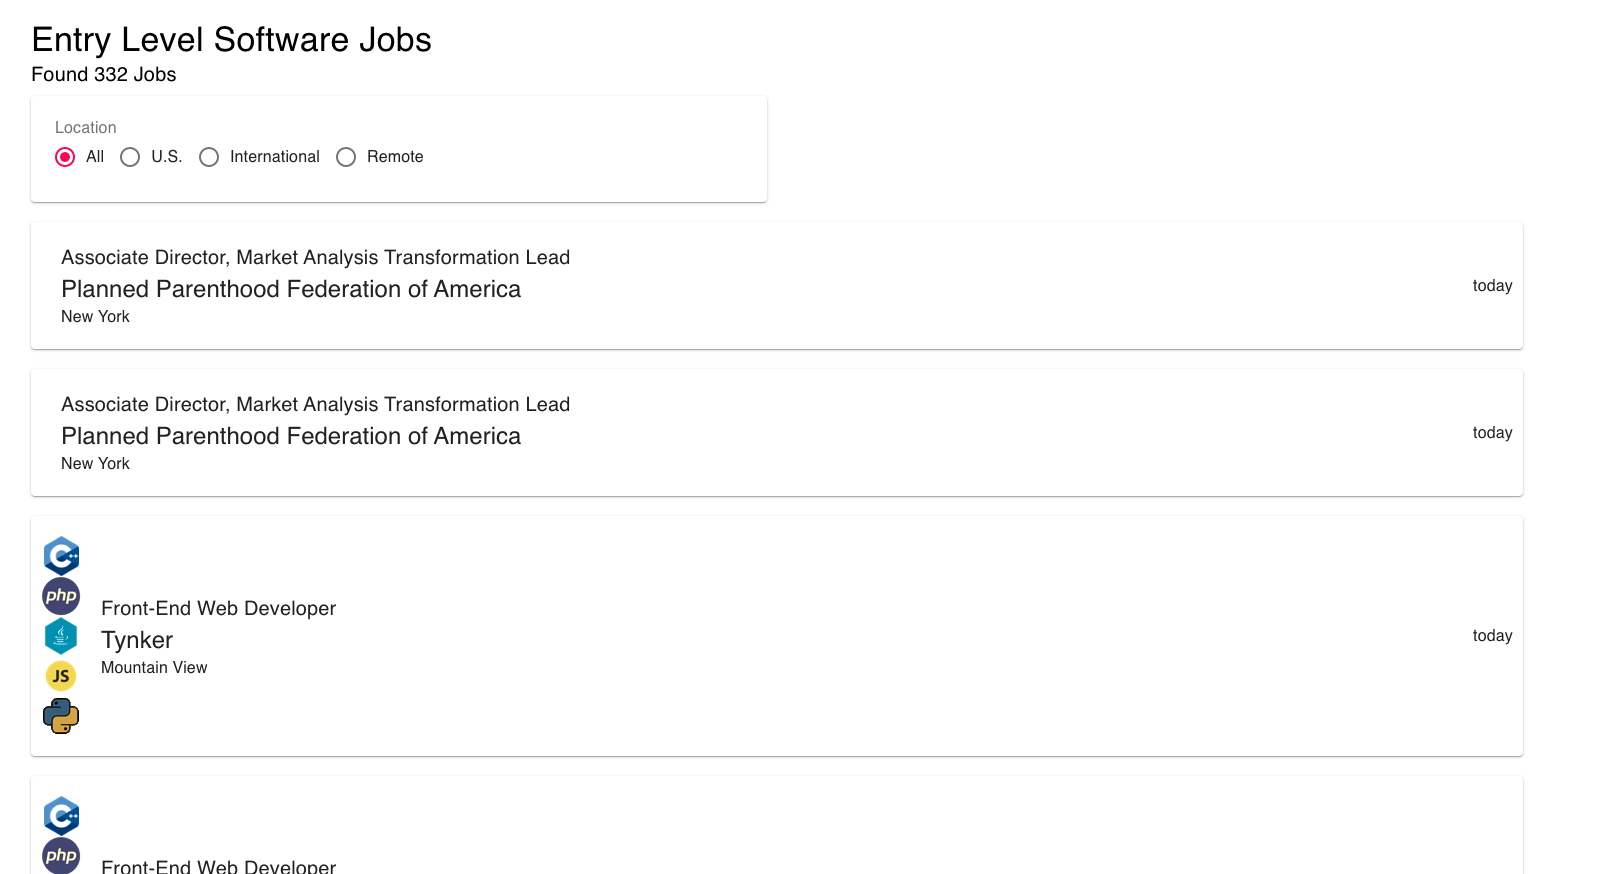 Entry Level Software Jobs
Found 332 Jobs
Location
All U.S. International Remote
Associate Director, Market Analysis Transformation Lead
Planned Parenthood Federation of America
New York
today
Associate Director, Market Analysis Transformation Lead
Planned Parenthood Federation of America
New York
today
C++
php
JS
Front-End Web Developer
Tynker
Mountain View
today
C++
php
Front-End Web Developer